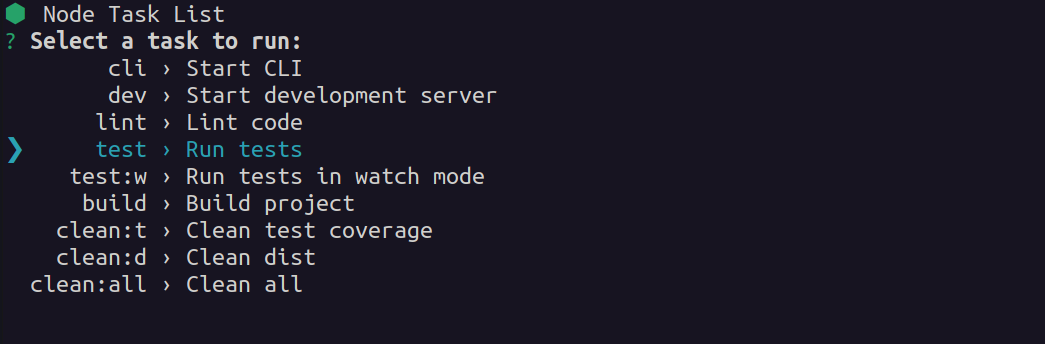 ⬢ Node Task List
? Select a task to run:
cli › Start CLI
dev › Start development server
lint › Lint code
❯ test › Run tests
test:w › Run tests in watch mode
build › Build project
clean:t › Clean test coverage
clean:d › Clean dist
clean:all › Clean all